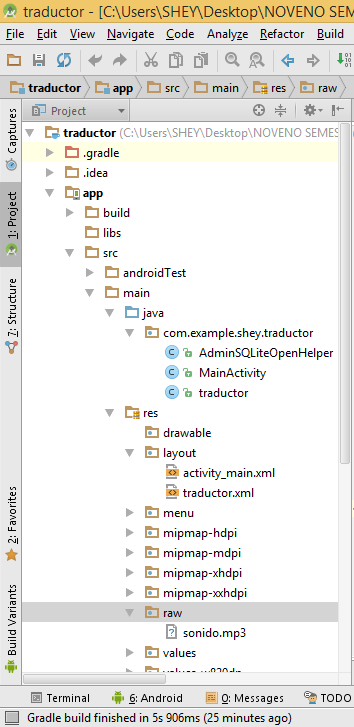 traductor - [C:\Users\SHEY\Desktop\NOVENO SEMES
File Edit View Navigate Code Analyze Refactor Build
traductor app src main res raw
Project
traductor (C:\Users\SHEY\Desktop\NOVENO SEMES
.gradle
.idea
app
build
libs
src
androidTest
main
java
com.example.shey.traductor
AdminSQLiteOpenHelper
MainActivity
traductor
res
drawable
layout
activity_main.xml
traductor.xml
menu
mipmap-hdpi
mipmap-mdpi
mipmap-xhdpi
mipmap-xxhdpi
raw
sonido.mp3
values
values-w820dp
Captures
1: Project
7: Structure
2: Favorites
Build Variants
Terminal 6: Android 0: Messages TODO
Gradle build finished in 5s 906ms (25 minutes ago)